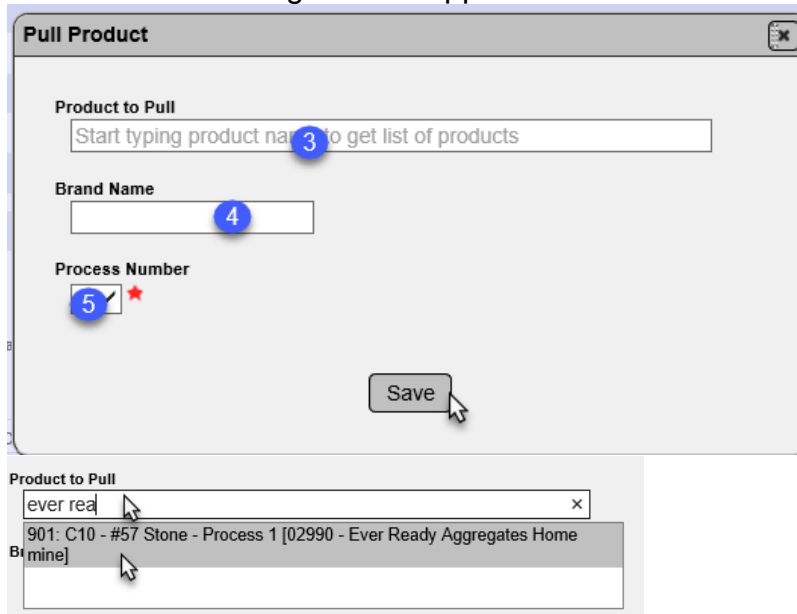 Pull Product
Product to Pull
Start typing product to get list of products
3
Brand Name
4
Process Number
5
Save
Product to Pull
ever rea
901: C10 - #57 Stone - Process 1 [02990 - Ever Ready Aggregates Home
mine]